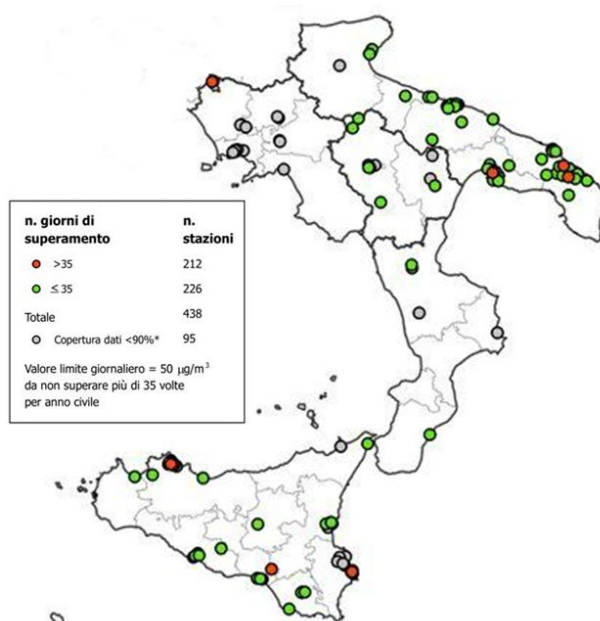 n. giorni di n.
superamento stazioni
>35 212
≤ 35 226
Totale 438
Copertura dati <90%* 95
Valore limite giornaliero = 50 µg/m³
da non superare più di 35 volte
per anno civile